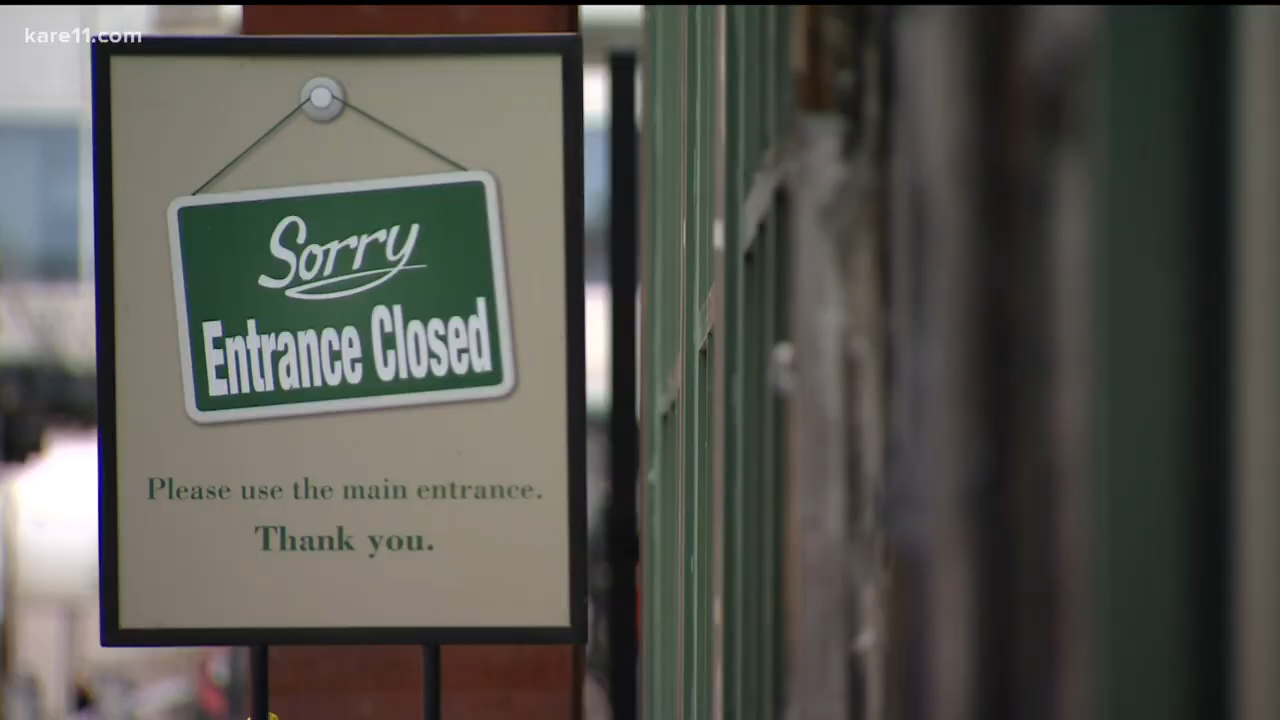 kare11.com
Sorry
Entrance Closed
Please use the main entrance.
Thank you.